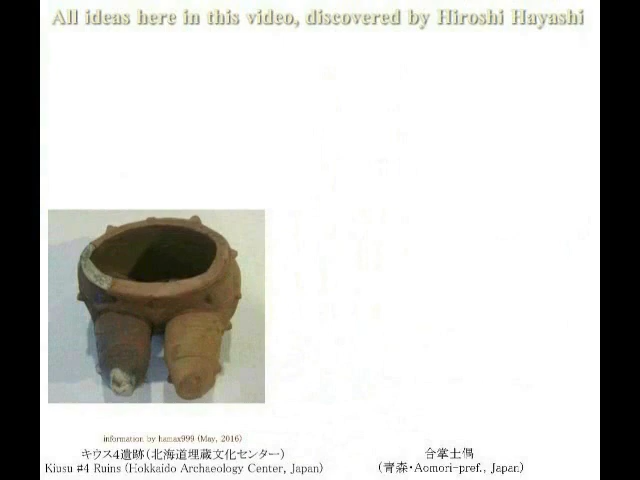 All ideas here in this video, discovered by Hiroshi Hayashi
information by hamax999 (May, 2016)
キウス4遺跡(北海道埋蔵文化センター)
Kiusu #4 Ruins (Hokkaido Archaeology Center, Japan)
合掌土偶
(青森・Aomori-pref., Japan)